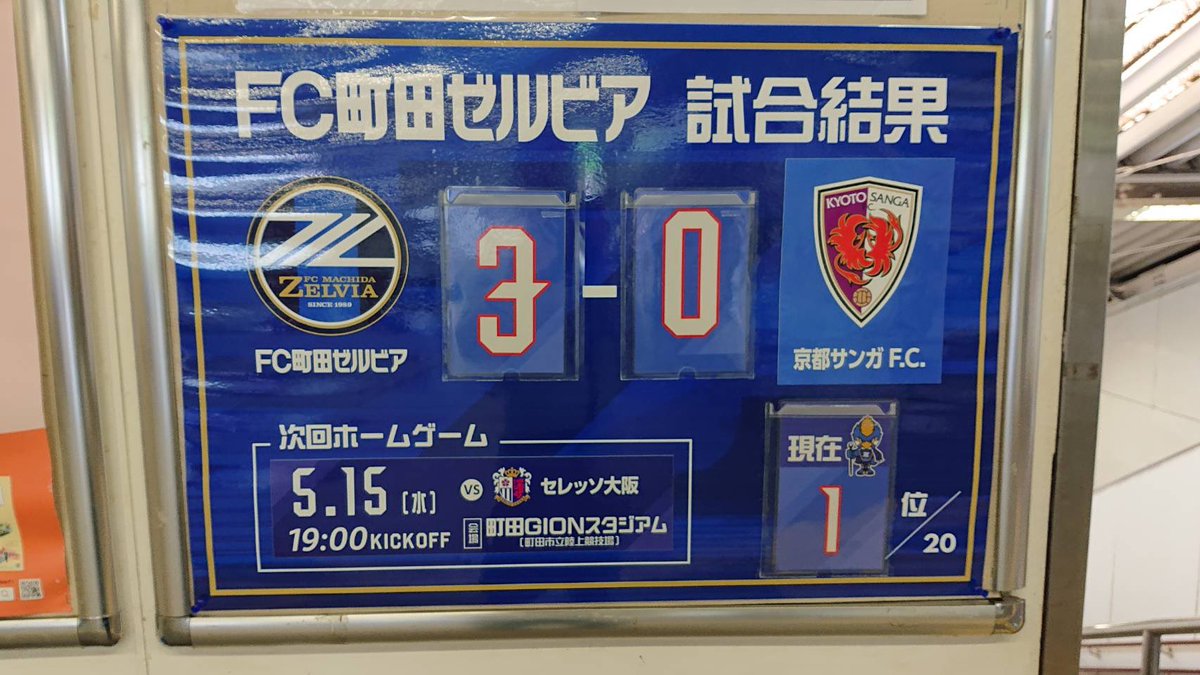 FC町田ゼルビア 試合結果
FC MACHIDA
ZELVIA
SINCE 1989
FC町田ゼルビア
3 - 0
KYOTO SANGA
京都サンガ F.C.
次回ホームゲーム
5.15 [水] VS セレッソ大阪
19:00 KICKOFF 会場 町田GIONスタジアム
[町田市立陸上競技場]
現在
1 位/20